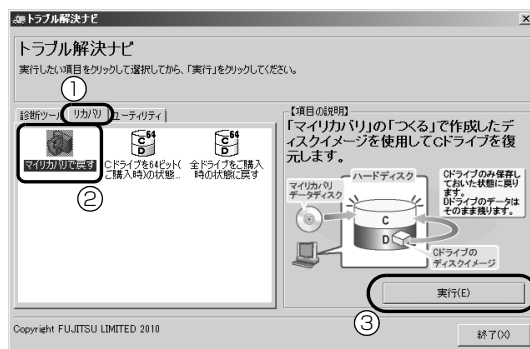 トラブル解決ナビ
トラブル解決ナビ
実行したい項目をクリックして選択してから、「実行」をクリックしてください。
①
診断ツール リカバリ ユーティリティ
マイリカバリで戻す
Cドライブを64ビット(ご購入時)の状態...
全ドライブをご購入時の状態に戻す
②
【項目の説明】
「マイリカバリ」の「つくる」で作成したデ
ィスクイメージを使用してCドライブを復
元します。
マイリカバリ
データディスク
ハードディスク
C
D
Cドライブのみ保存し
ておいた状態に戻り
ます。
Dドライブのデータは
そのまま残ります。
Cドライブの
ディスクイメージ
実行(E)
③
Copyright FUJITSU LIMITED 2010
終了(X)